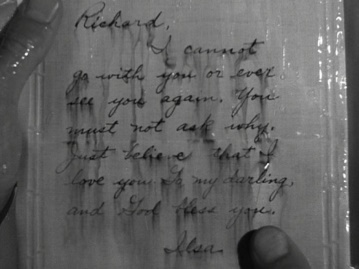 Richard,
I cannot
go with you or ever
see you again. You
must not ask why.
Just believe that I
love you. Go, my darling,
and God bless you.
Ilsa